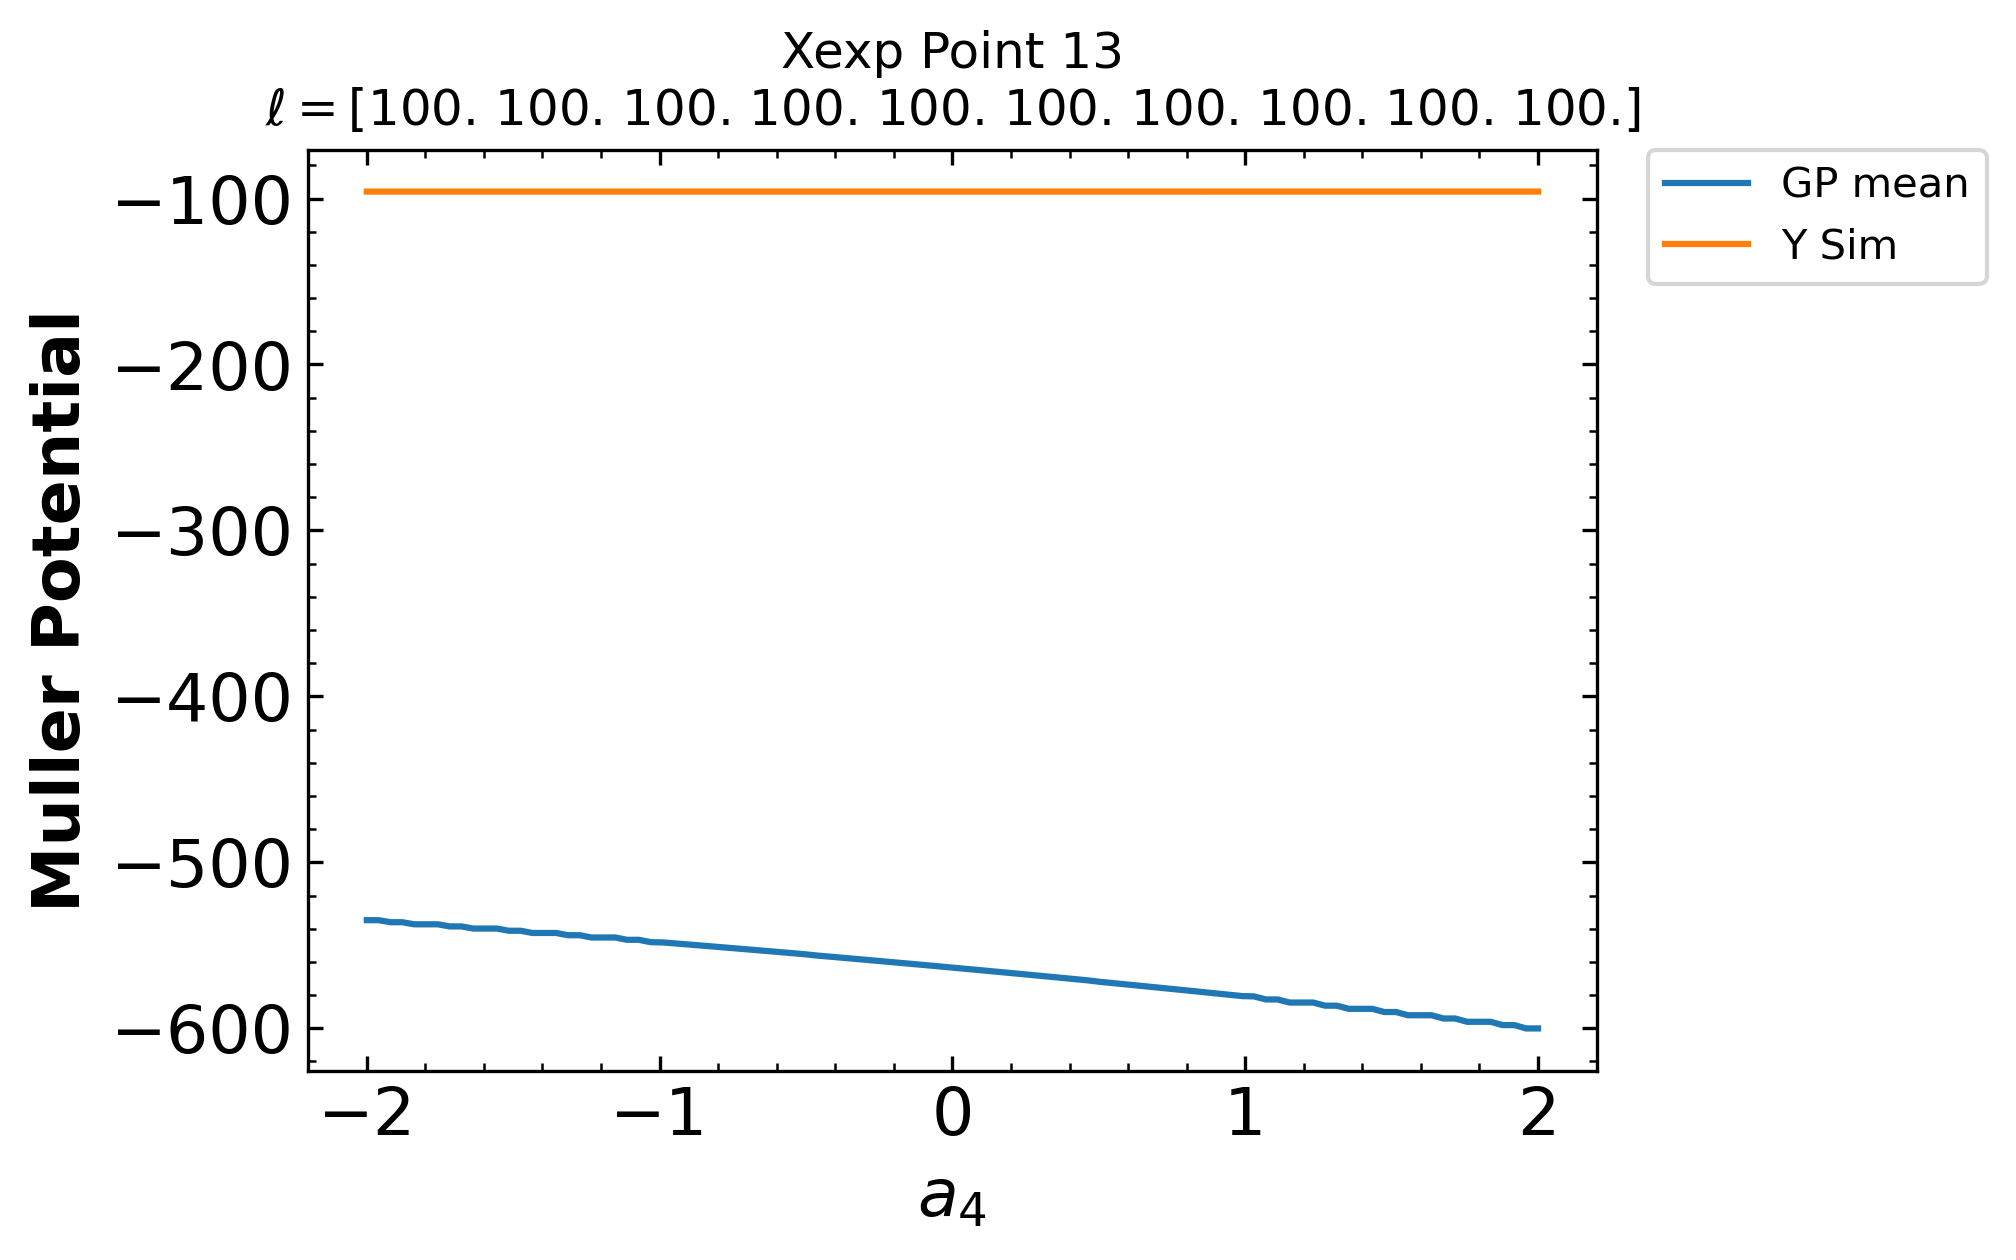 Xexp Point 13
ℓ = [100. 100. 100. 100. 100. 100. 100. 100. 100. 100.]
GP mean
Y Sim
Muller Potential
−100
−200
−300
−400
−500
−600
−2 −1 0 1 2
a₄